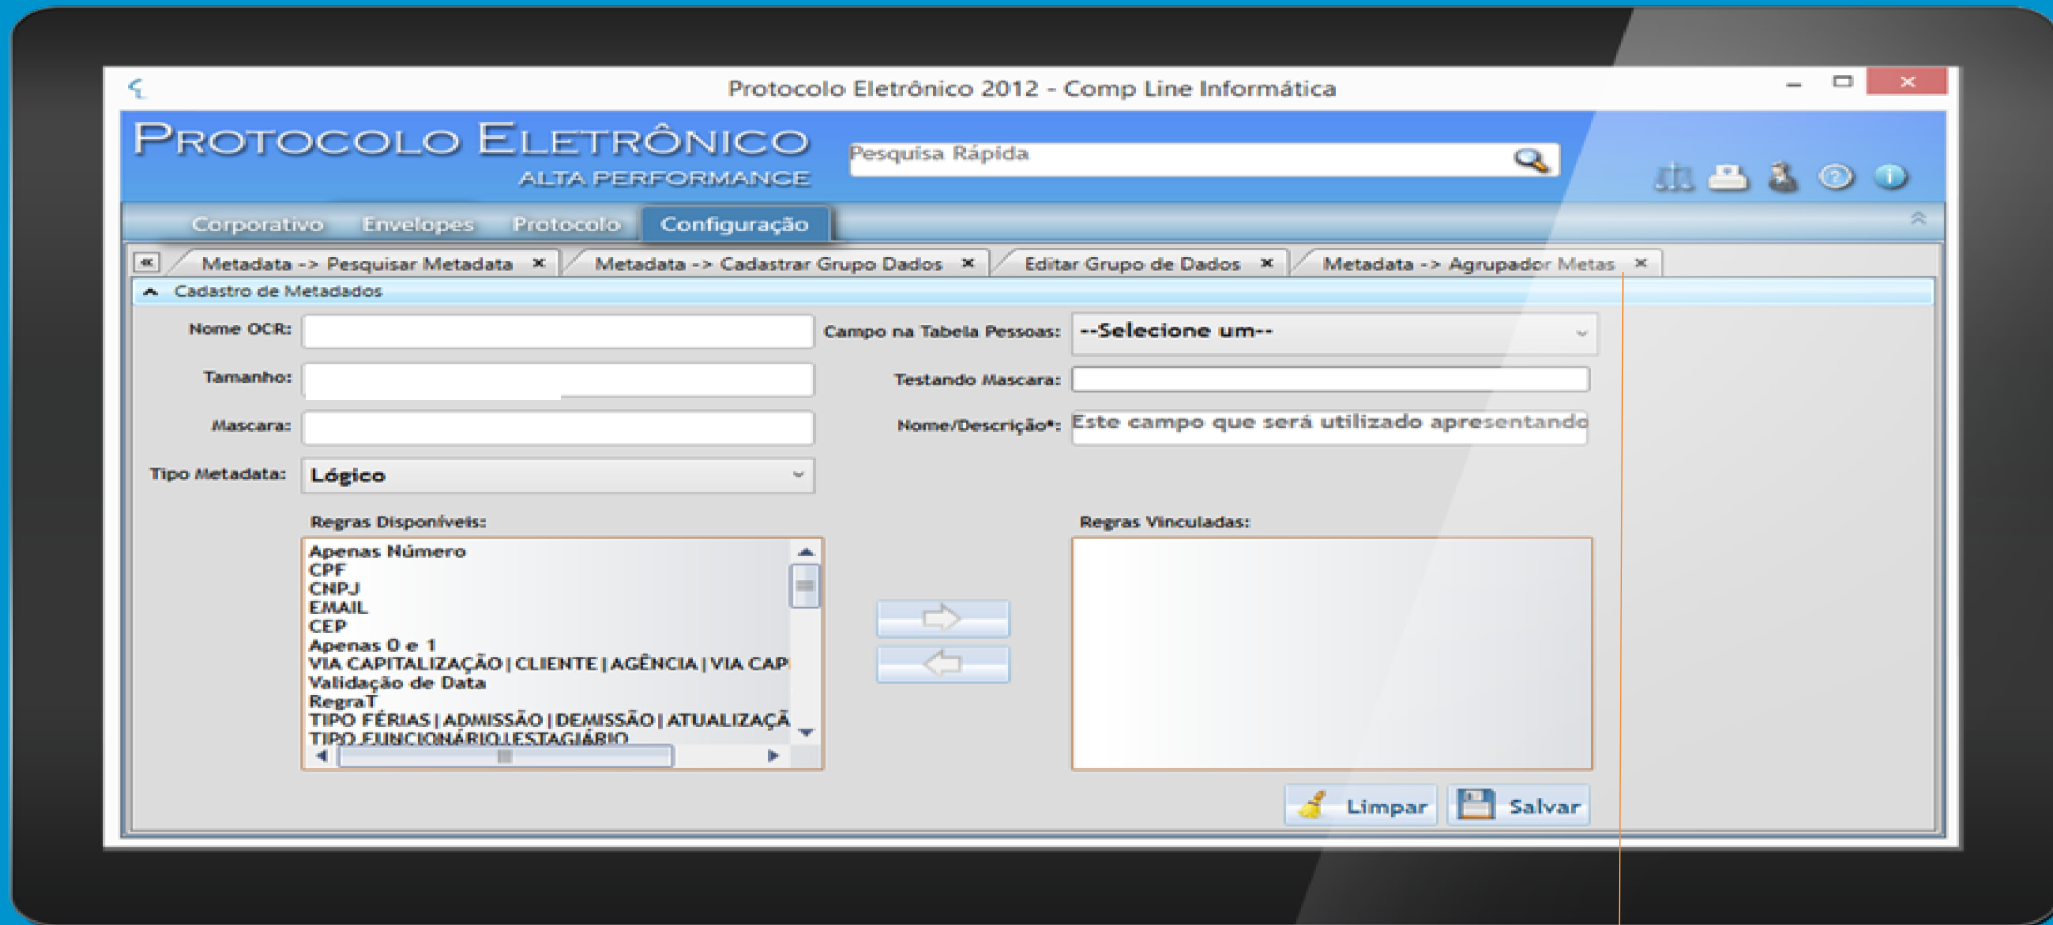 Protocolo Eletrônico 2012 - Comp Line Informática
PROTOCOLO ELETRÔNICO
ALTA PERFORMANCE
Pesquisa Rápida
Corporativo Envelopes Protocolo Configuração
Metadata -> Pesquisar Metadata Metadata -> Cadastrar Grupo Dados Editar Grupo de Dados Metadata -> Agrupador Metas
Cadastro de Metadados
Nome OCR: Campo na Tabela Pessoas: --Selecione um--
Tamanho: Testando Mascara:
Mascara: Nome/Descrição*: Este campo que será utilizado apresentando
Tipo Metadata: Lógico
Regras Disponíveis: Regras Vinculadas:
Apenas Número
CPF
CNPJ
EMAIL
CEP
Apenas 0 e 1
VIA CAPITALIZAÇÃO|CLIENTE|AGÊNCIA|VIA CAP
Validação de Data
RegraT
TIPO FÉRIAS|ADMISSÃO|DEMISSÃO|ATUALIZAÇÃ
TIPO FUNCIONÁRIO|ESTAGIÁRIO
Limpar Salvar